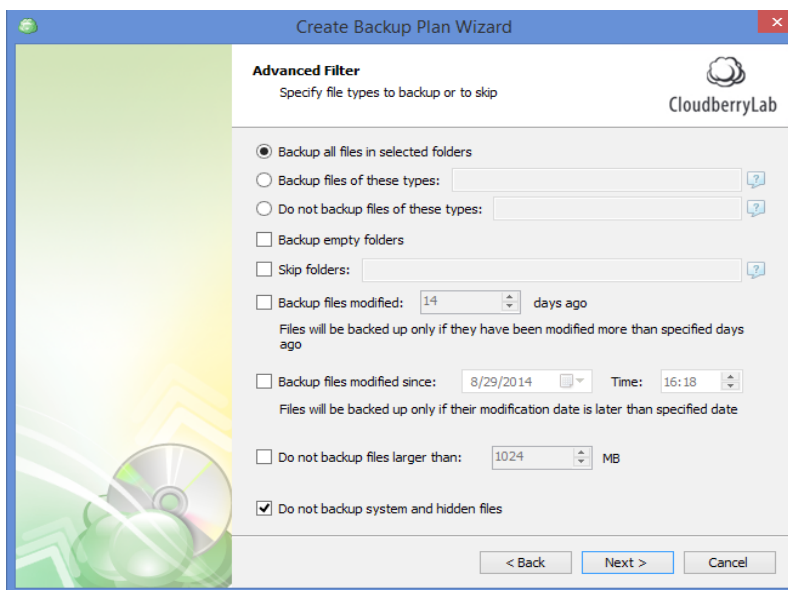 Create Backup Plan Wizard
×
Advanced Filter
Specify file types to backup or to skip
CloudberryLab
Backup all files in selected folders
Backup files of these types: ?
Do not backup files of these types: ?
Backup empty folders
Skip folders: ?
Backup files modified: 14 days ago
Files will be backed up only if they have been modified more than specified days
ago
Backup files modified since: 8/29/2014 Time: 16:18
Files will be backed up only if their modification date is later than specified date
Do not backup files larger than: 1024 MB
Do not backup system and hidden files
< Back Next > Cancel